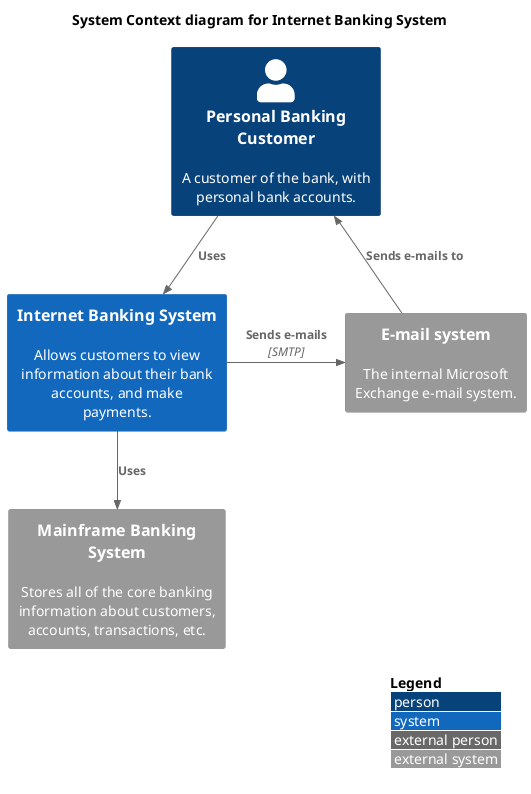 System Context diagram for Internet Banking System
Personal Banking
Customer
A customer of the bank, with
personal bank accounts.
Uses
Sends e-mails to
Internet Banking System
Allows customers to view
information about their bank
accounts, and make
payments.
Sends e-mails
[SMTP]
E-mail system
The internal Microsoft
Exchange e-mail system.
Uses
Mainframe Banking
System
Stores all of the core banking
information about customers,
accounts, transactions, etc.
Legend
person
system
external person
external system